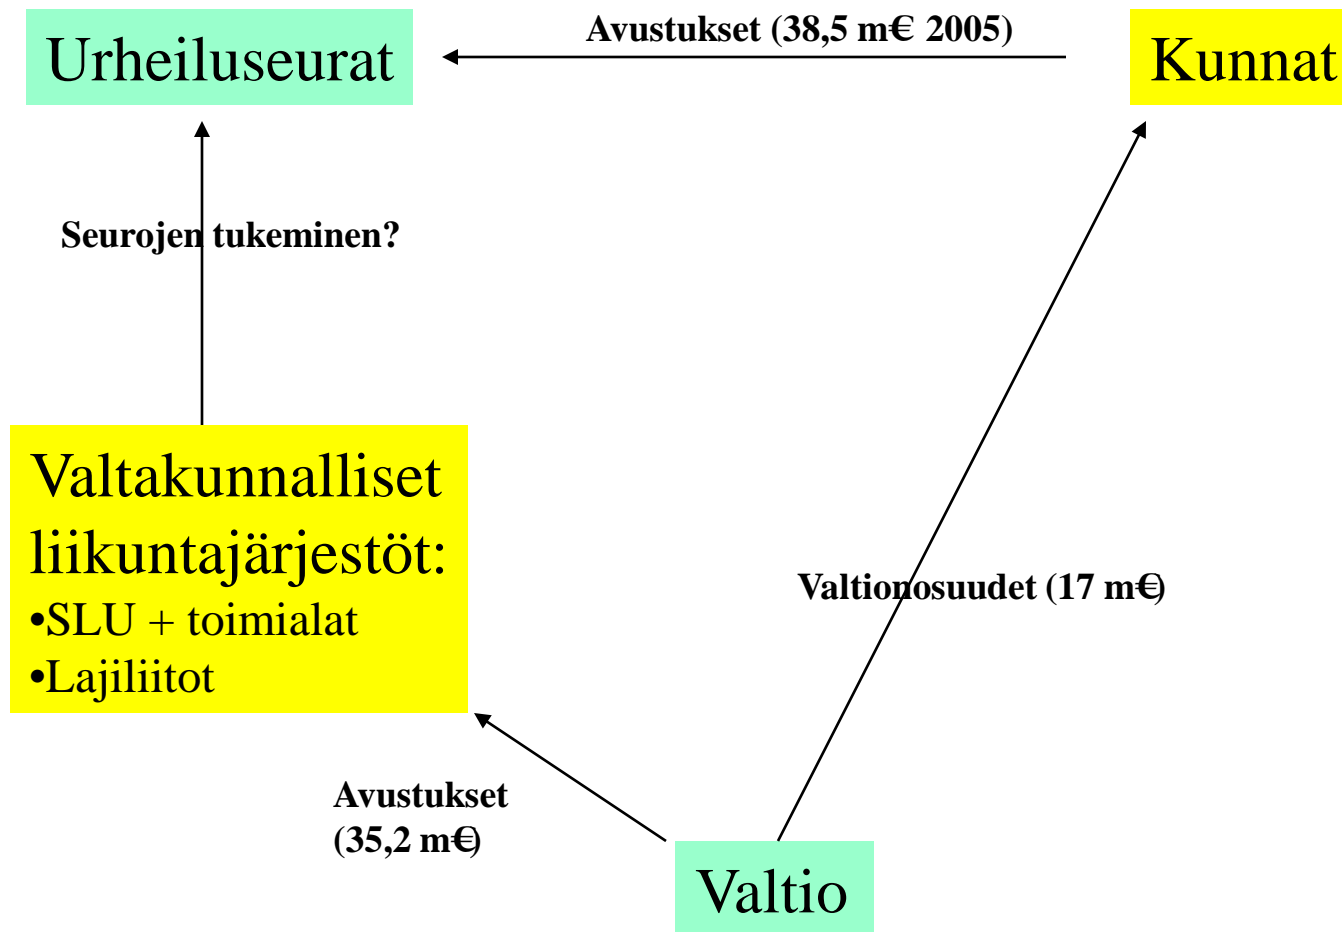 Urheiluseurat
Avustukset (38,5 m€ 2005)
Kunnat
Seurojen tukeminen?
Valtakunnalliset
liikuntajärjestöt:
•SLU + toimialat
•Lajiliitot
Valtionosuudet (17 m€)
Avustukset
(35,2 m€)
Valtio